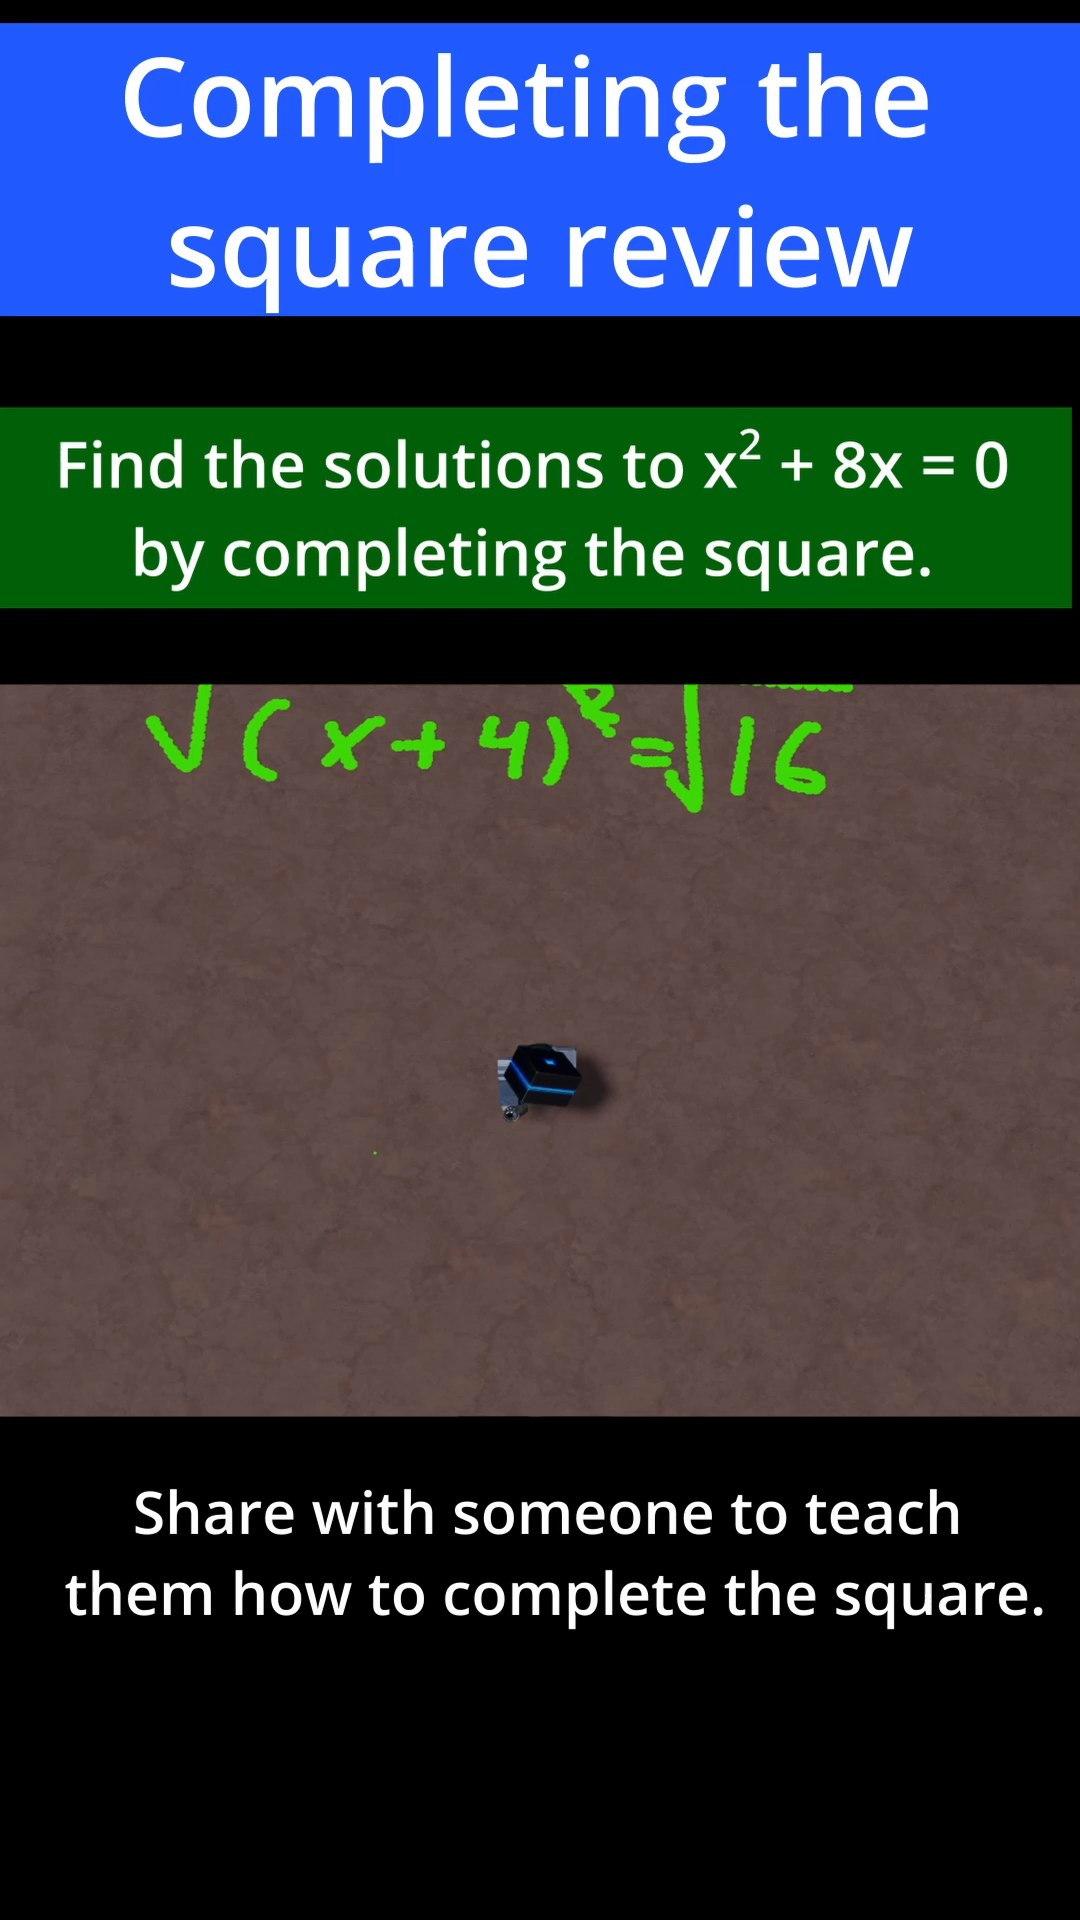 Completing the
square review
Find the solutions to x² + 8x = 0
by completing the square.
√(x+4)² = √16
Share with someone to teach
them how to complete the square.